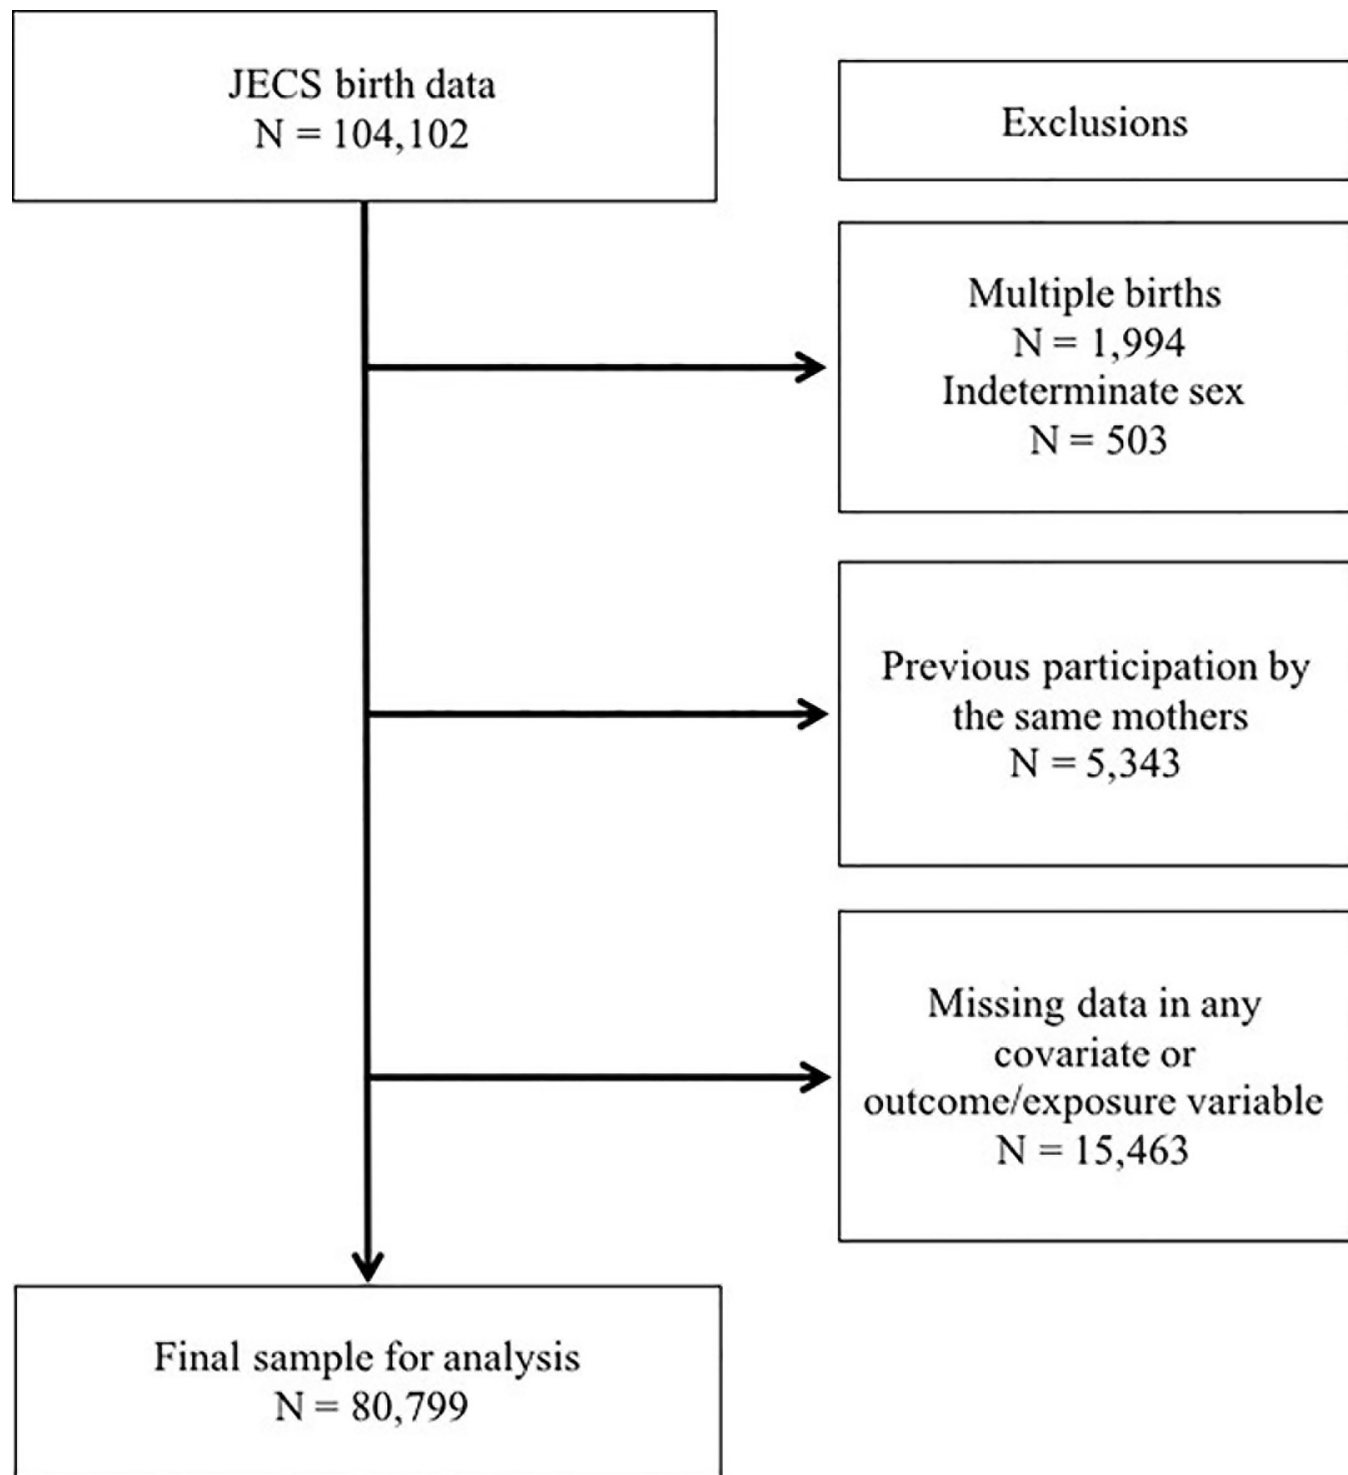 JECS birth data
N = 104,102
Exclusions
Multiple births
N = 1,994
Indeterminate sex
N = 503
Previous participation by
the same mothers
N = 5,343
Missing data in any
covariate or
outcome/exposure variable
N = 15,463
Final sample for analysis
N = 80,799